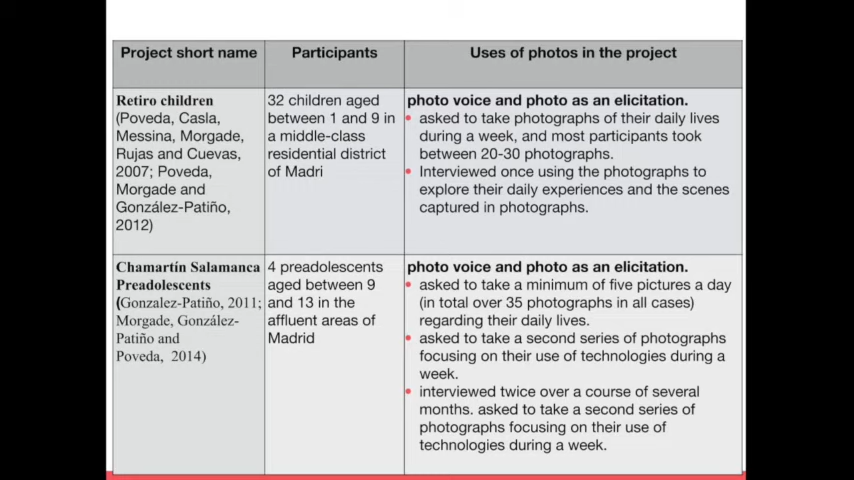 Project short name
Participants
Uses of photos in the project
Retiro children
(Poveda, Casla,
Messina, Morgade,
Rujas and Cuevas,
2007; Poveda,
Morgade and
González-Patiño,
2012)
32 children aged
between 1 and 9 in
a middle-class
residential district
of Madri
photo voice and photo as an elicitation.
• asked to take photographs of their daily lives
during a week, and most participants took
between 20-30 photographs.
• Interviewed once using the photographs to
explore their daily experiences and the scenes
captured in photographs.
Chamartín Salamanca
Preadolescents
(Gonzalez-Patiño, 2011;
Morgade, González-
Patiño and
Poveda, 2014)
4 preadolescents
aged between 9
and 13 in the
affluent areas of
Madrid
photo voice and photo as an elicitation.
• asked to take a minimum of five pictures a day
(in total over 35 photographs in all cases)
regarding their daily lives.
• asked to take a second series of photographs
focusing on their use of technologies during a
week.
• interviewed twice over a course of several
months. asked to take a second series of
photographs focusing on their use of
technologies during a week.